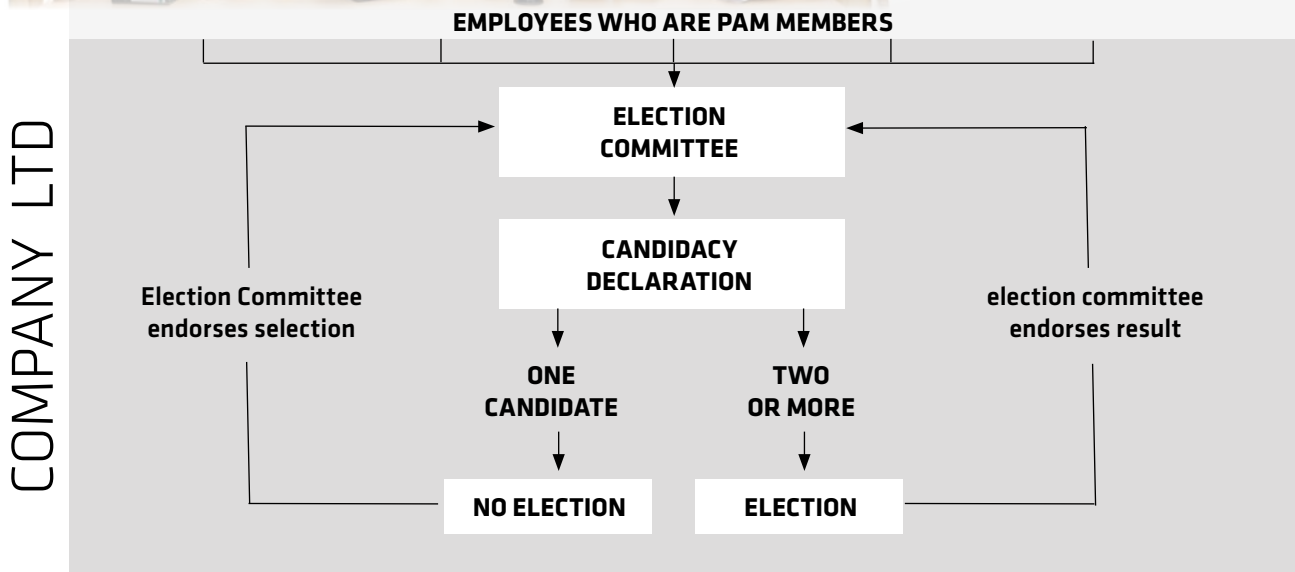 EMPLOYEES WHO ARE PAM MEMBERS
COMPANY LTD
ELECTION
COMMITTEE
CANDIDACY
DECLARATION
Election Committee
endorses selection
election committee
endorses result
ONE
CANDIDATE
TWO
OR MORE
NO ELECTION
ELECTION